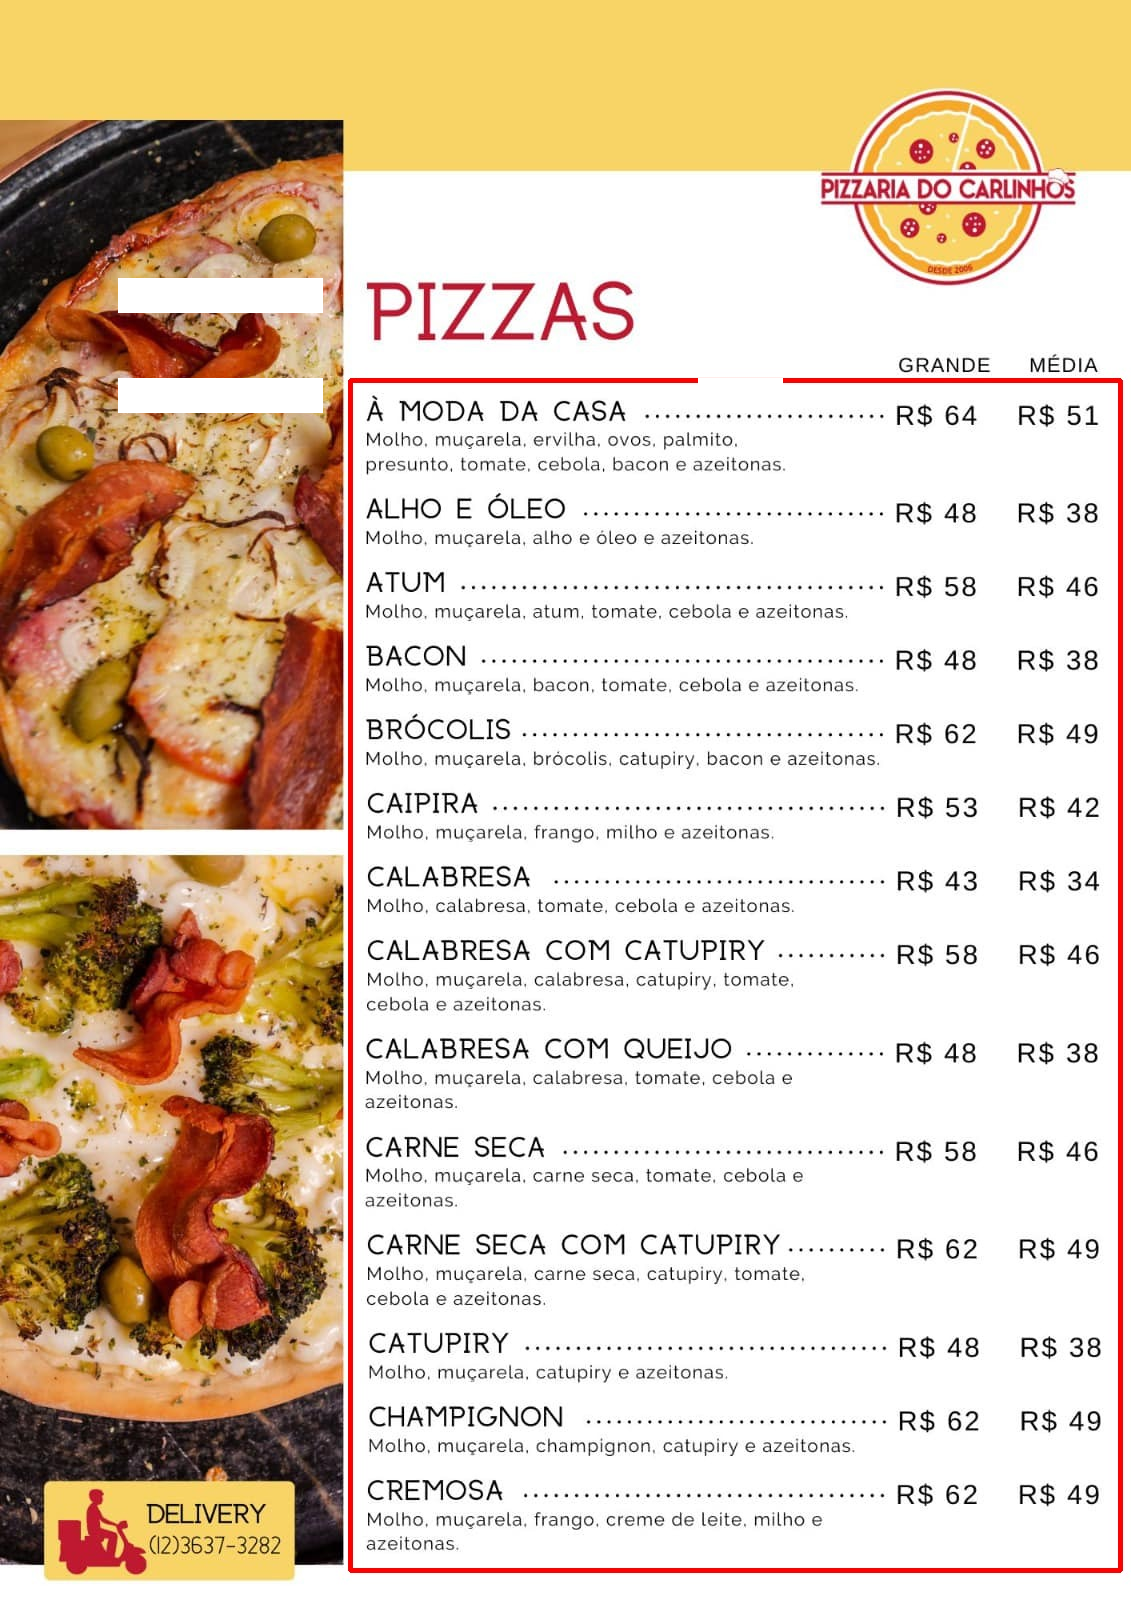 PIZZARIA DO CARLINHOS
DESDE 2005
PIZZAS
GRANDE MÉDIA
À MODA DA CASA ........................ R$ 64 R$ 51
Molho, muçarela, ervilha, ovos, palmito,
presunto, tomate, cebola, bacon e azeitonas.
ALHO E ÓLEO .............................. R$ 48 R$ 38
Molho, muçarela, alho e óleo e azeitonas.
ATUM .......................................... R$ 58 R$ 46
Molho, muçarela, atum, tomate, cebola e azeitonas.
BACON ........................................ R$ 48 R$ 38
Molho, muçarela, bacon, tomate, cebola e azeitonas.
BRÓCOLIS .................................... R$ 62 R$ 49
Molho, muçarela, brócolis, catupiry, bacon e azeitonas.
CAIPIRA ....................................... R$ 53 R$ 42
Molho, muçarela, frango, milho e azeitonas.
CALABRESA ................................. R$ 43 R$ 34
Molho, calabresa, tomate, cebola e azeitonas.
CALABRESA COM CATUPIRY ........... R$ 58 R$ 46
Molho, muçarela, calabresa, catupiry, tomate,
cebola e azeitonas.
CALABRESA COM QUEIJO .............. R$ 48 R$ 38
Molho, muçarela, calabresa, tomate, cebola e
azeitonas.
CARNE SECA ................................ R$ 58 R$ 46
Molho, muçarela, carne seca, tomate, cebola e
azeitonas.
CARNE SECA COM CATUPIRY .......... R$ 62 R$ 49
Molho, muçarela, carne seca, catupiry, tomate,
cebola e azeitonas.
CATUPIRY .................................... R$ 48 R$ 38
Molho, muçarela, catupiry e azeitonas.
CHAMPIGNON .............................. R$ 62 R$ 49
Molho, muçarela, champignon, catupiry e azeitonas.
CREMOSA .................................... R$ 62 R$ 49
Molho, muçarela, frango, creme de leite, milho e
azeitonas.
DELIVERY
(12)3637-3282